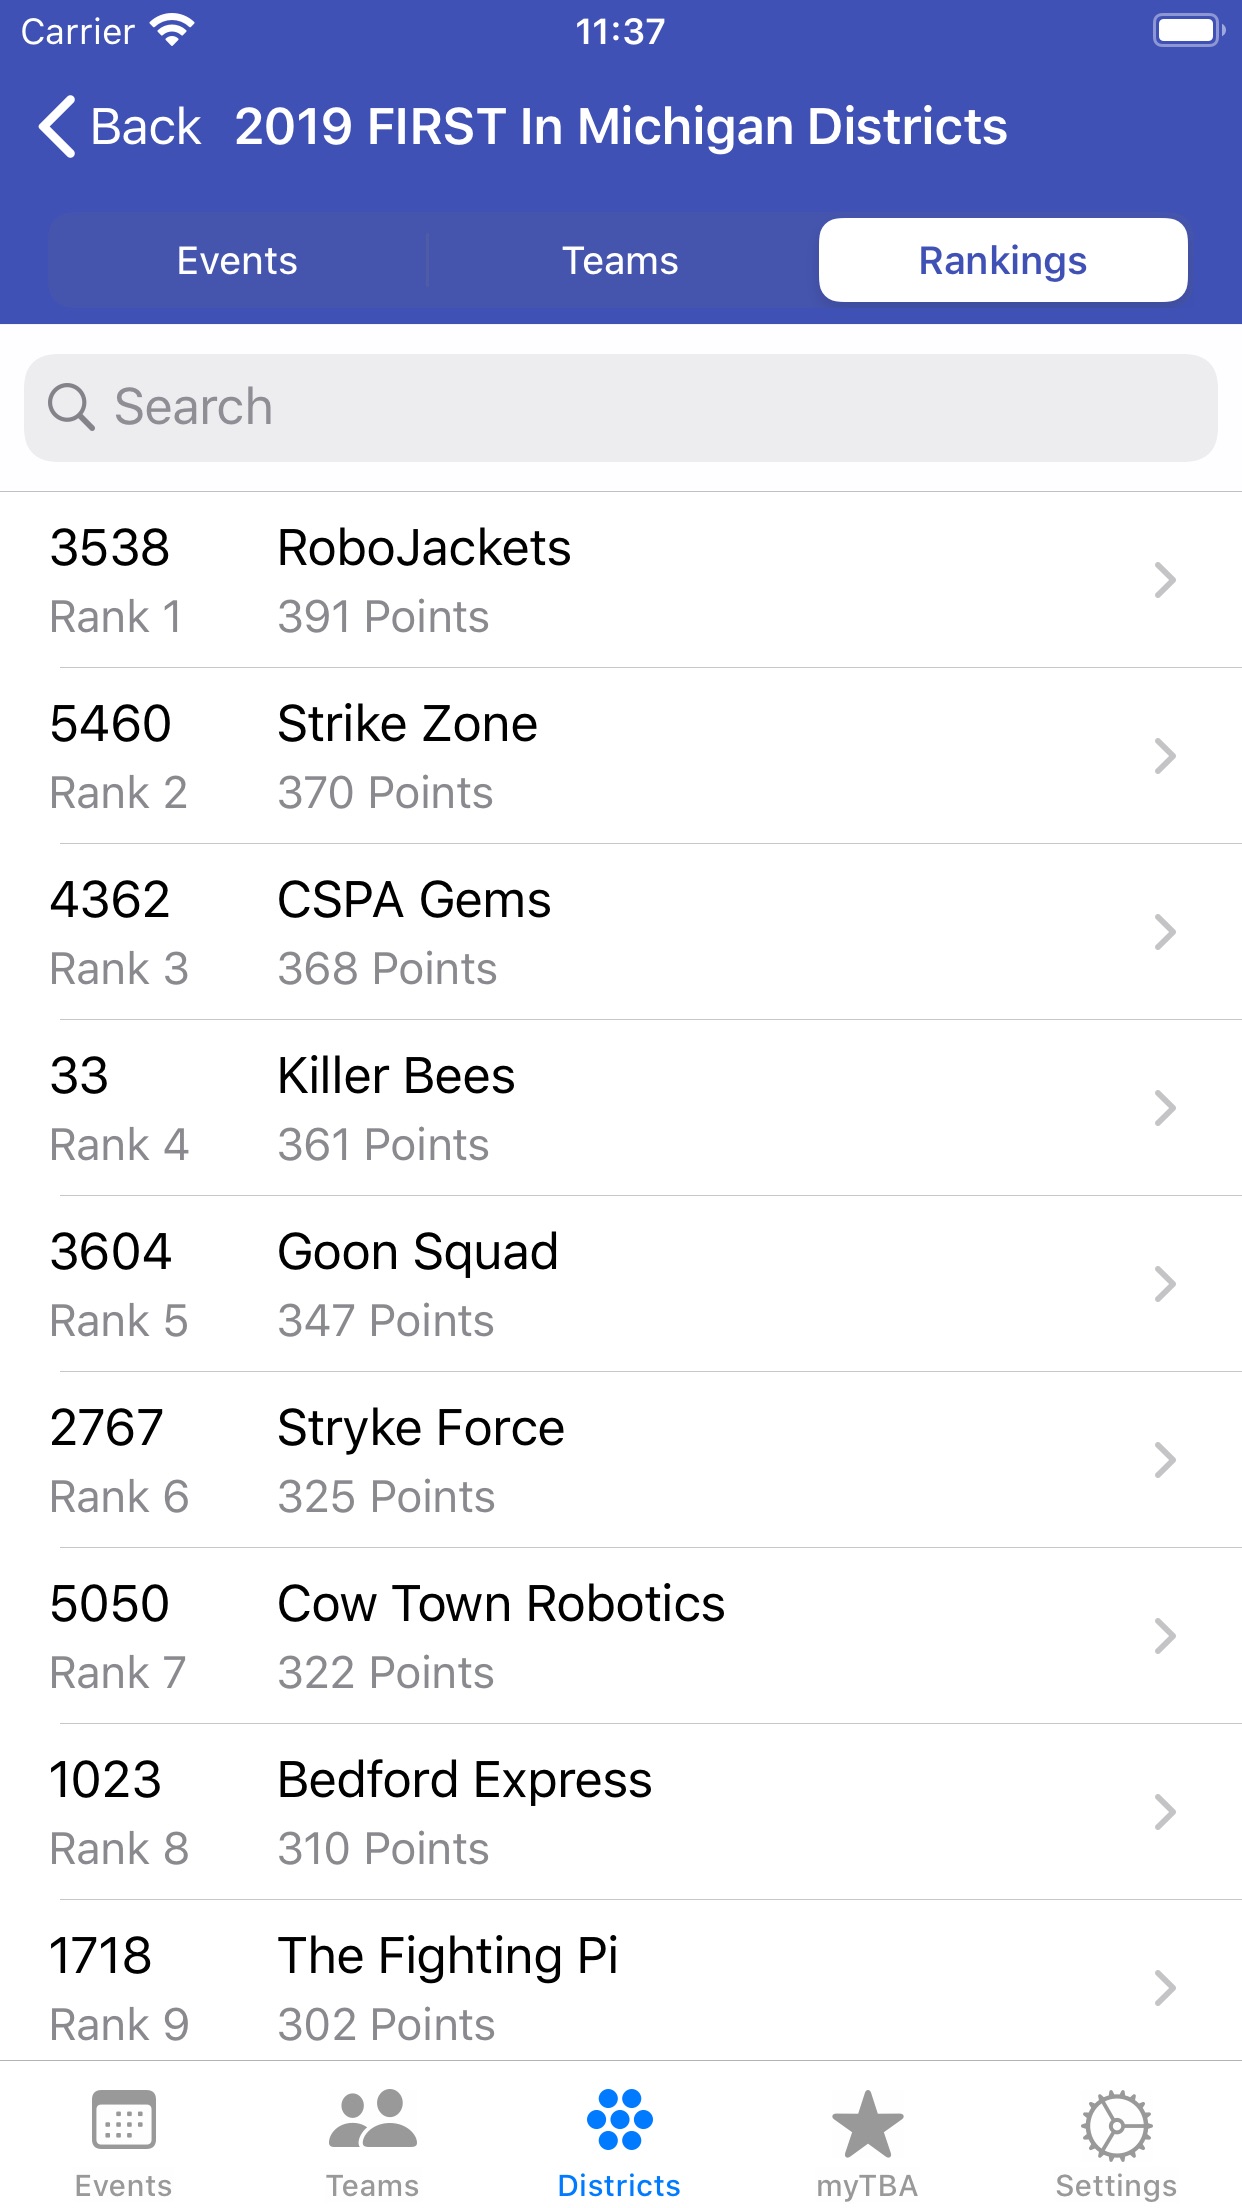 Carrier 11:37
Back 2019 FIRST In Michigan Districts
Events Teams Rankings
Search
3538 RoboJackets
Rank 1 391 Points
5460 Strike Zone
Rank 2 370 Points
4362 CSPA Gems
Rank 3 368 Points
33 Killer Bees
Rank 4 361 Points
3604 Goon Squad
Rank 5 347 Points
2767 Stryke Force
Rank 6 325 Points
5050 Cow Town Robotics
Rank 7 322 Points
1023 Bedford Express
Rank 8 310 Points
1718 The Fighting Pi
Rank 9 302 Points
Events Teams Districts myTBA Settings